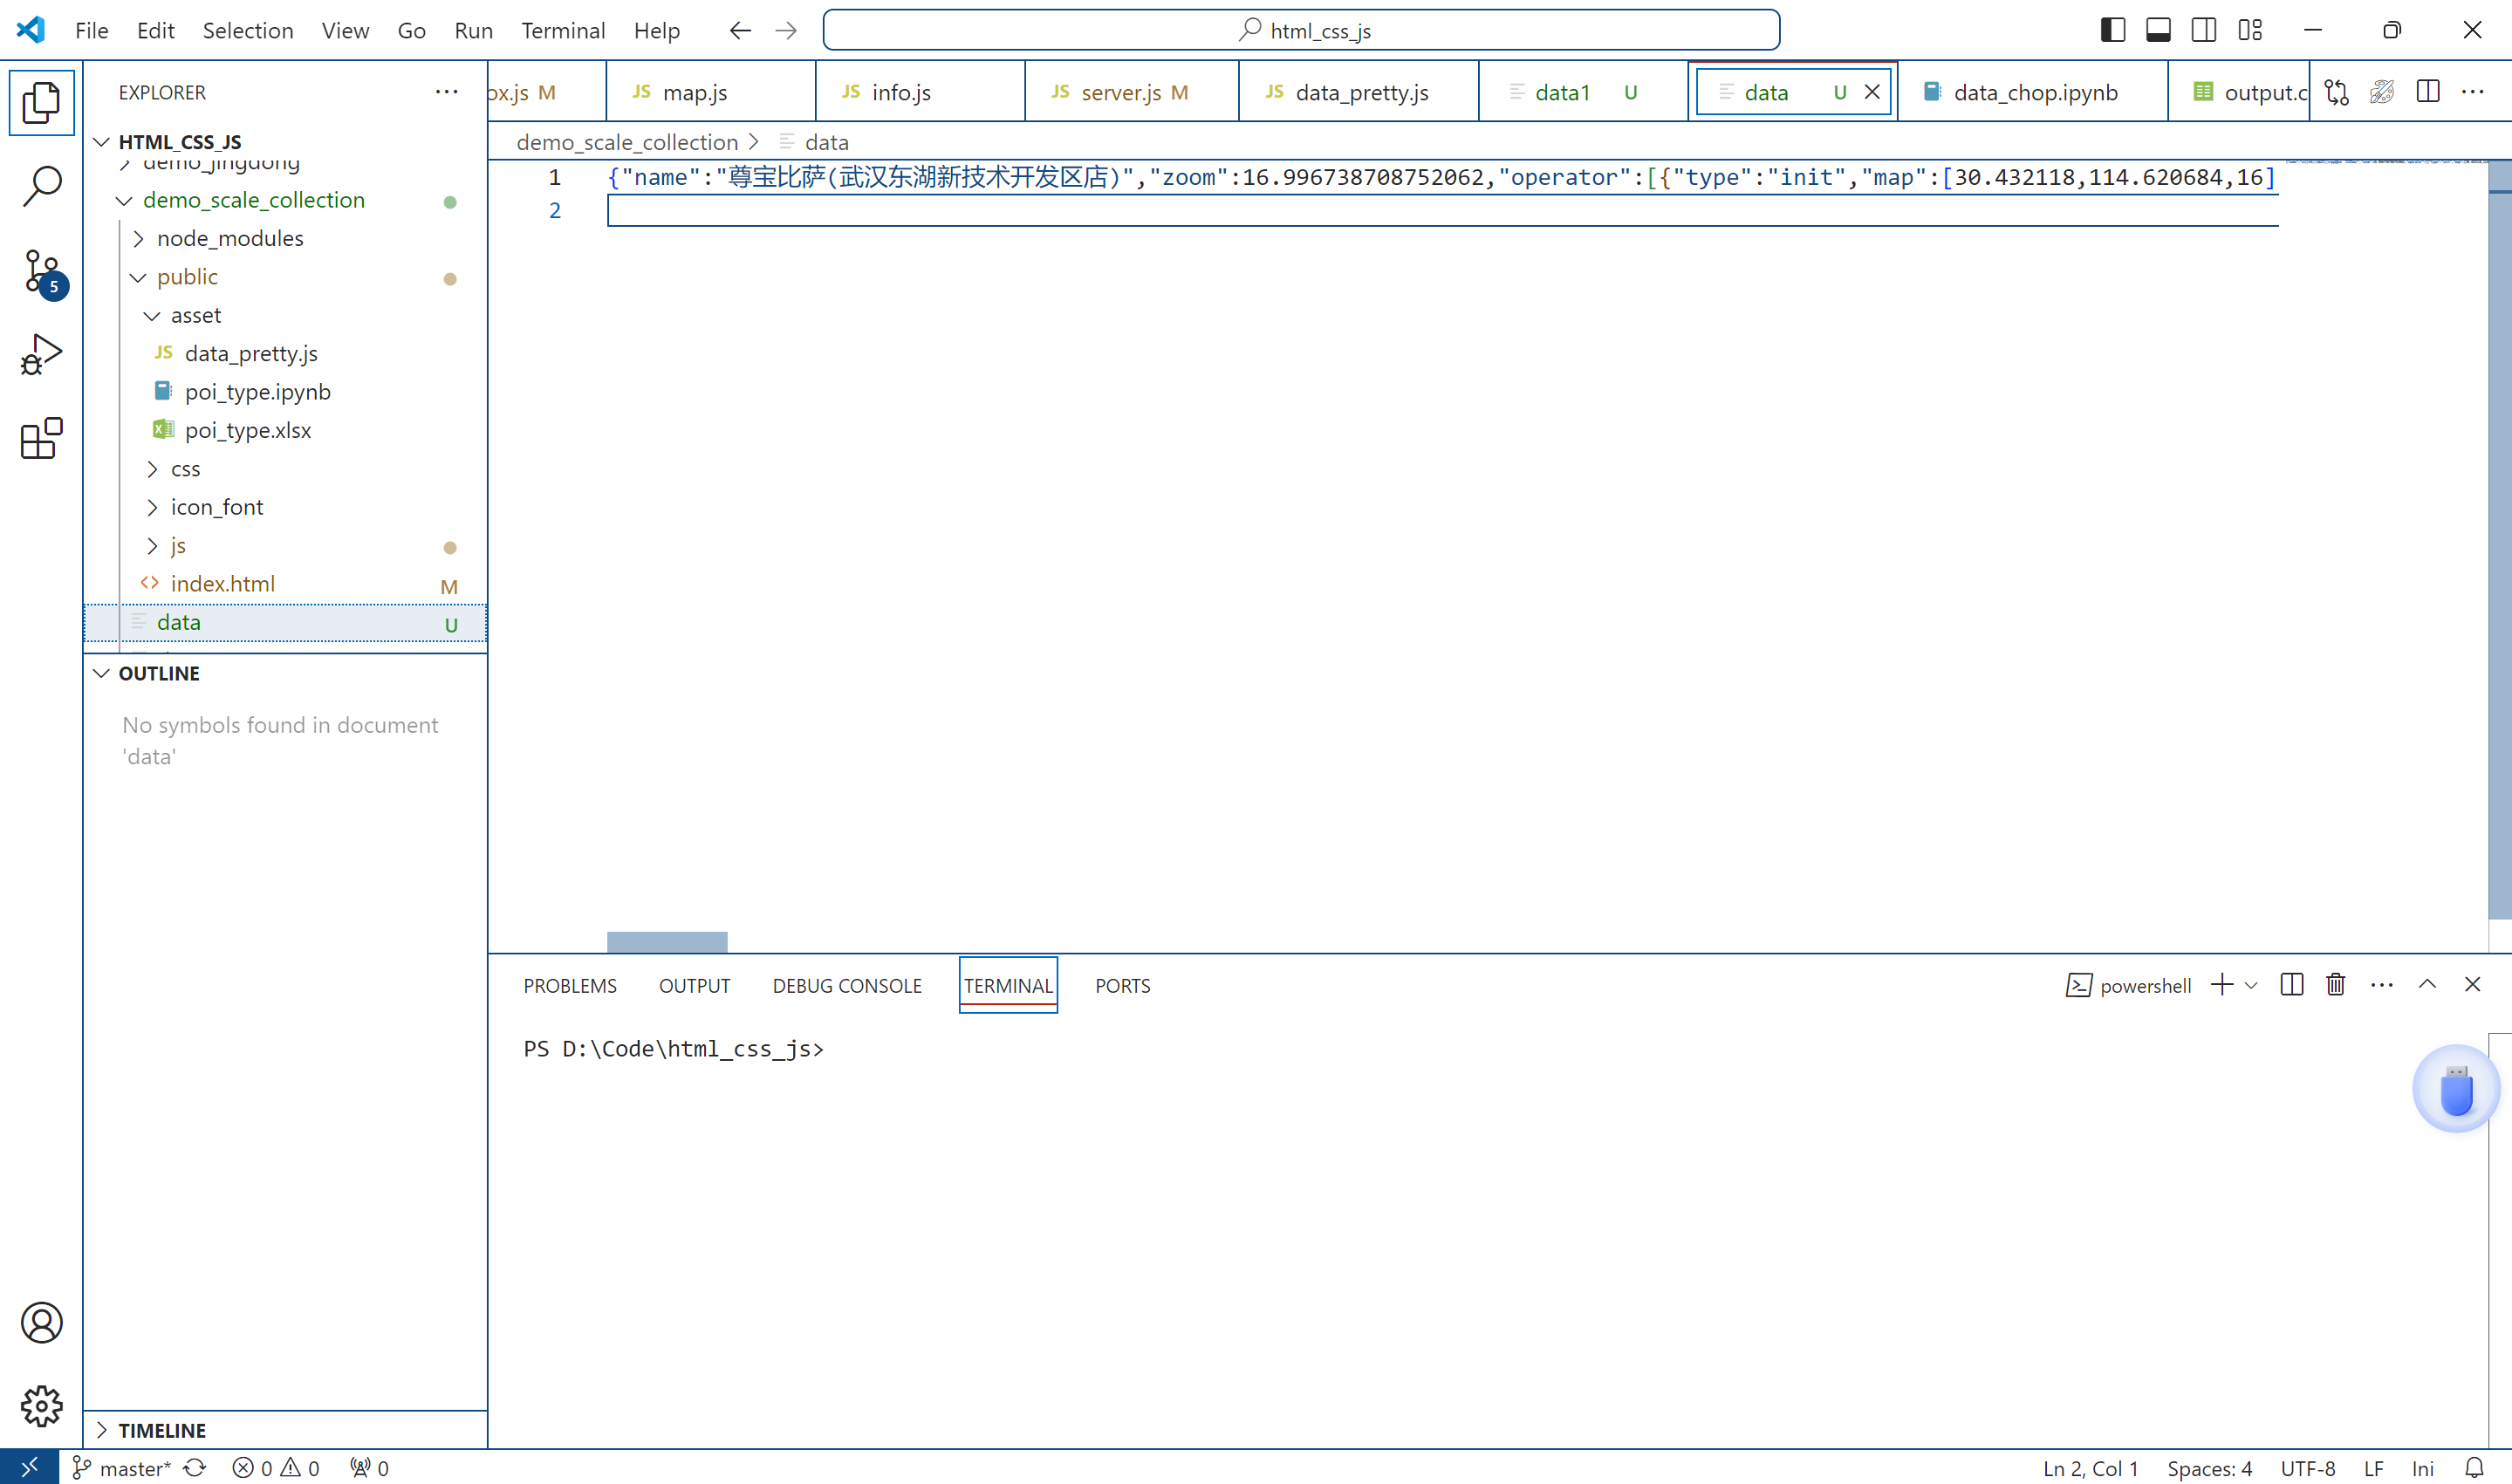 File Edit Selection View Go Run Terminal Help html_css_js
EXPLORER
ox.js M map.js info.js server.js M data_pretty.js data1 U data U data_chop.ipynb output.c
HTML_CSS_JS
demo_scale_collection > data
demo_jingdong
demo_scale_collection
node_modules
public
asset
data_pretty.js
poi_type.ipynb
poi_type.xlsx
css
icon_font
js
index.html M
data U
1 {"name":"尊宝比萨(武汉东湖新技术开发区店)","zoom":16.996738708752062,"operator":[{"type":"init","map":[30.432118,114.620684,16]
2
5
OUTLINE
No symbols found in document
'data'
TIMELINE
PROBLEMS OUTPUT DEBUG CONSOLE TERMINAL PORTS powershell
PS D:\Code\html_css_js>
master* 0 0 0 Ln 2, Col 1 Spaces: 4 UTF-8 LF Ini